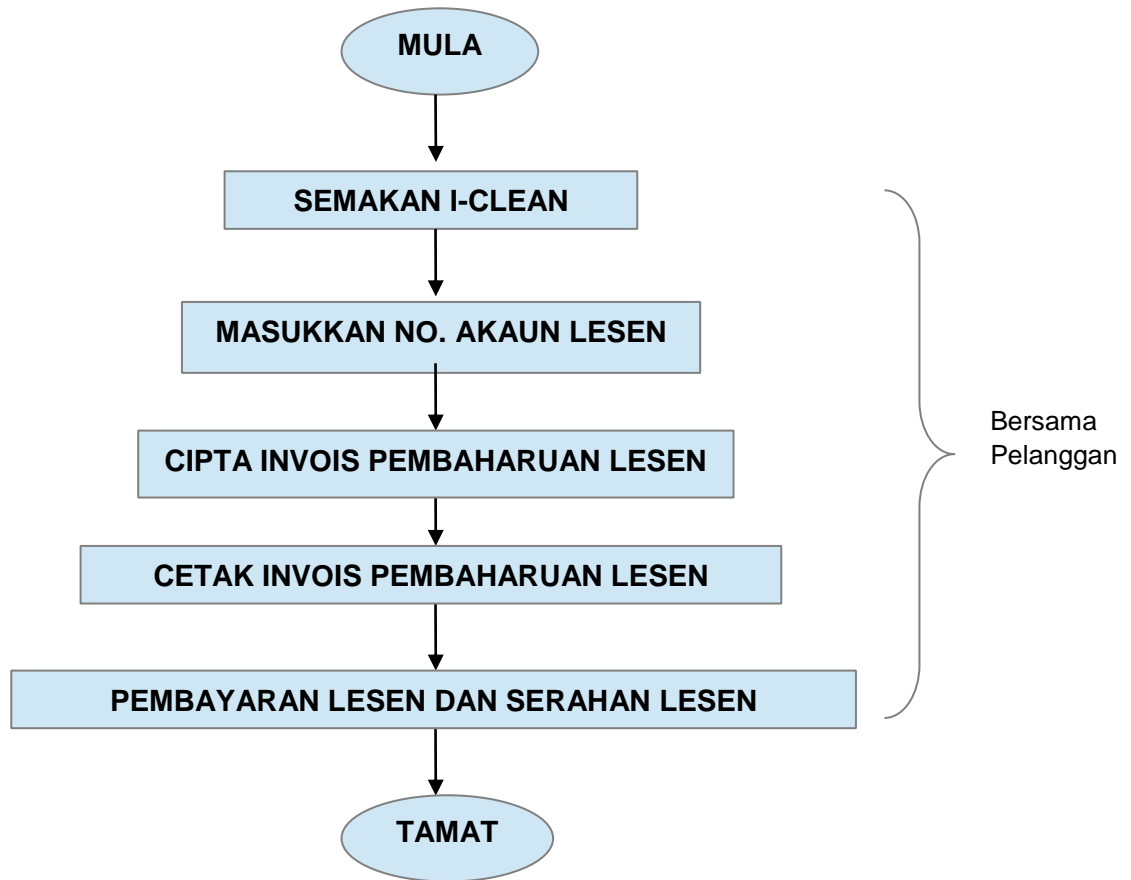 MULA
SEMAKAN I-CLEAN
MASUKKAN NO. AKAUN LESEN
CIPTA INVOIS PEMBAHARUAN LESEN
CETAK INVOIS PEMBAHARUAN LESEN
PEMBAYARAN LESEN DAN SERAHAN LESEN
TAMAT
Bersama
Pelanggan